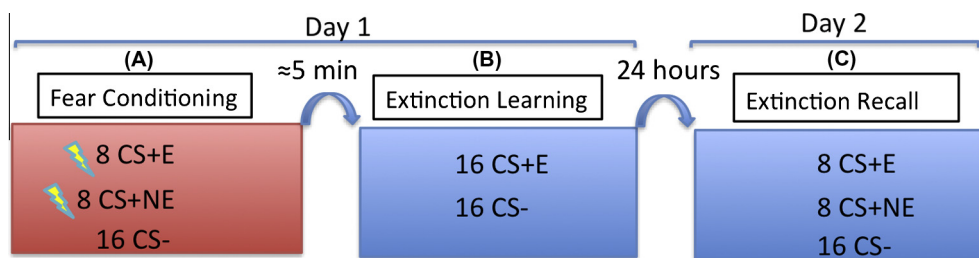 Day 1
Day 2
(A)
Fear Conditioning
≈5 min
(B)
Extinction Learning
24 hours
(C)
Extinction Recall
8 CS+E
8 CS+NE
16 CS-
16 CS+E
16 CS-
8 CS+E
8 CS+NE
16 CS-